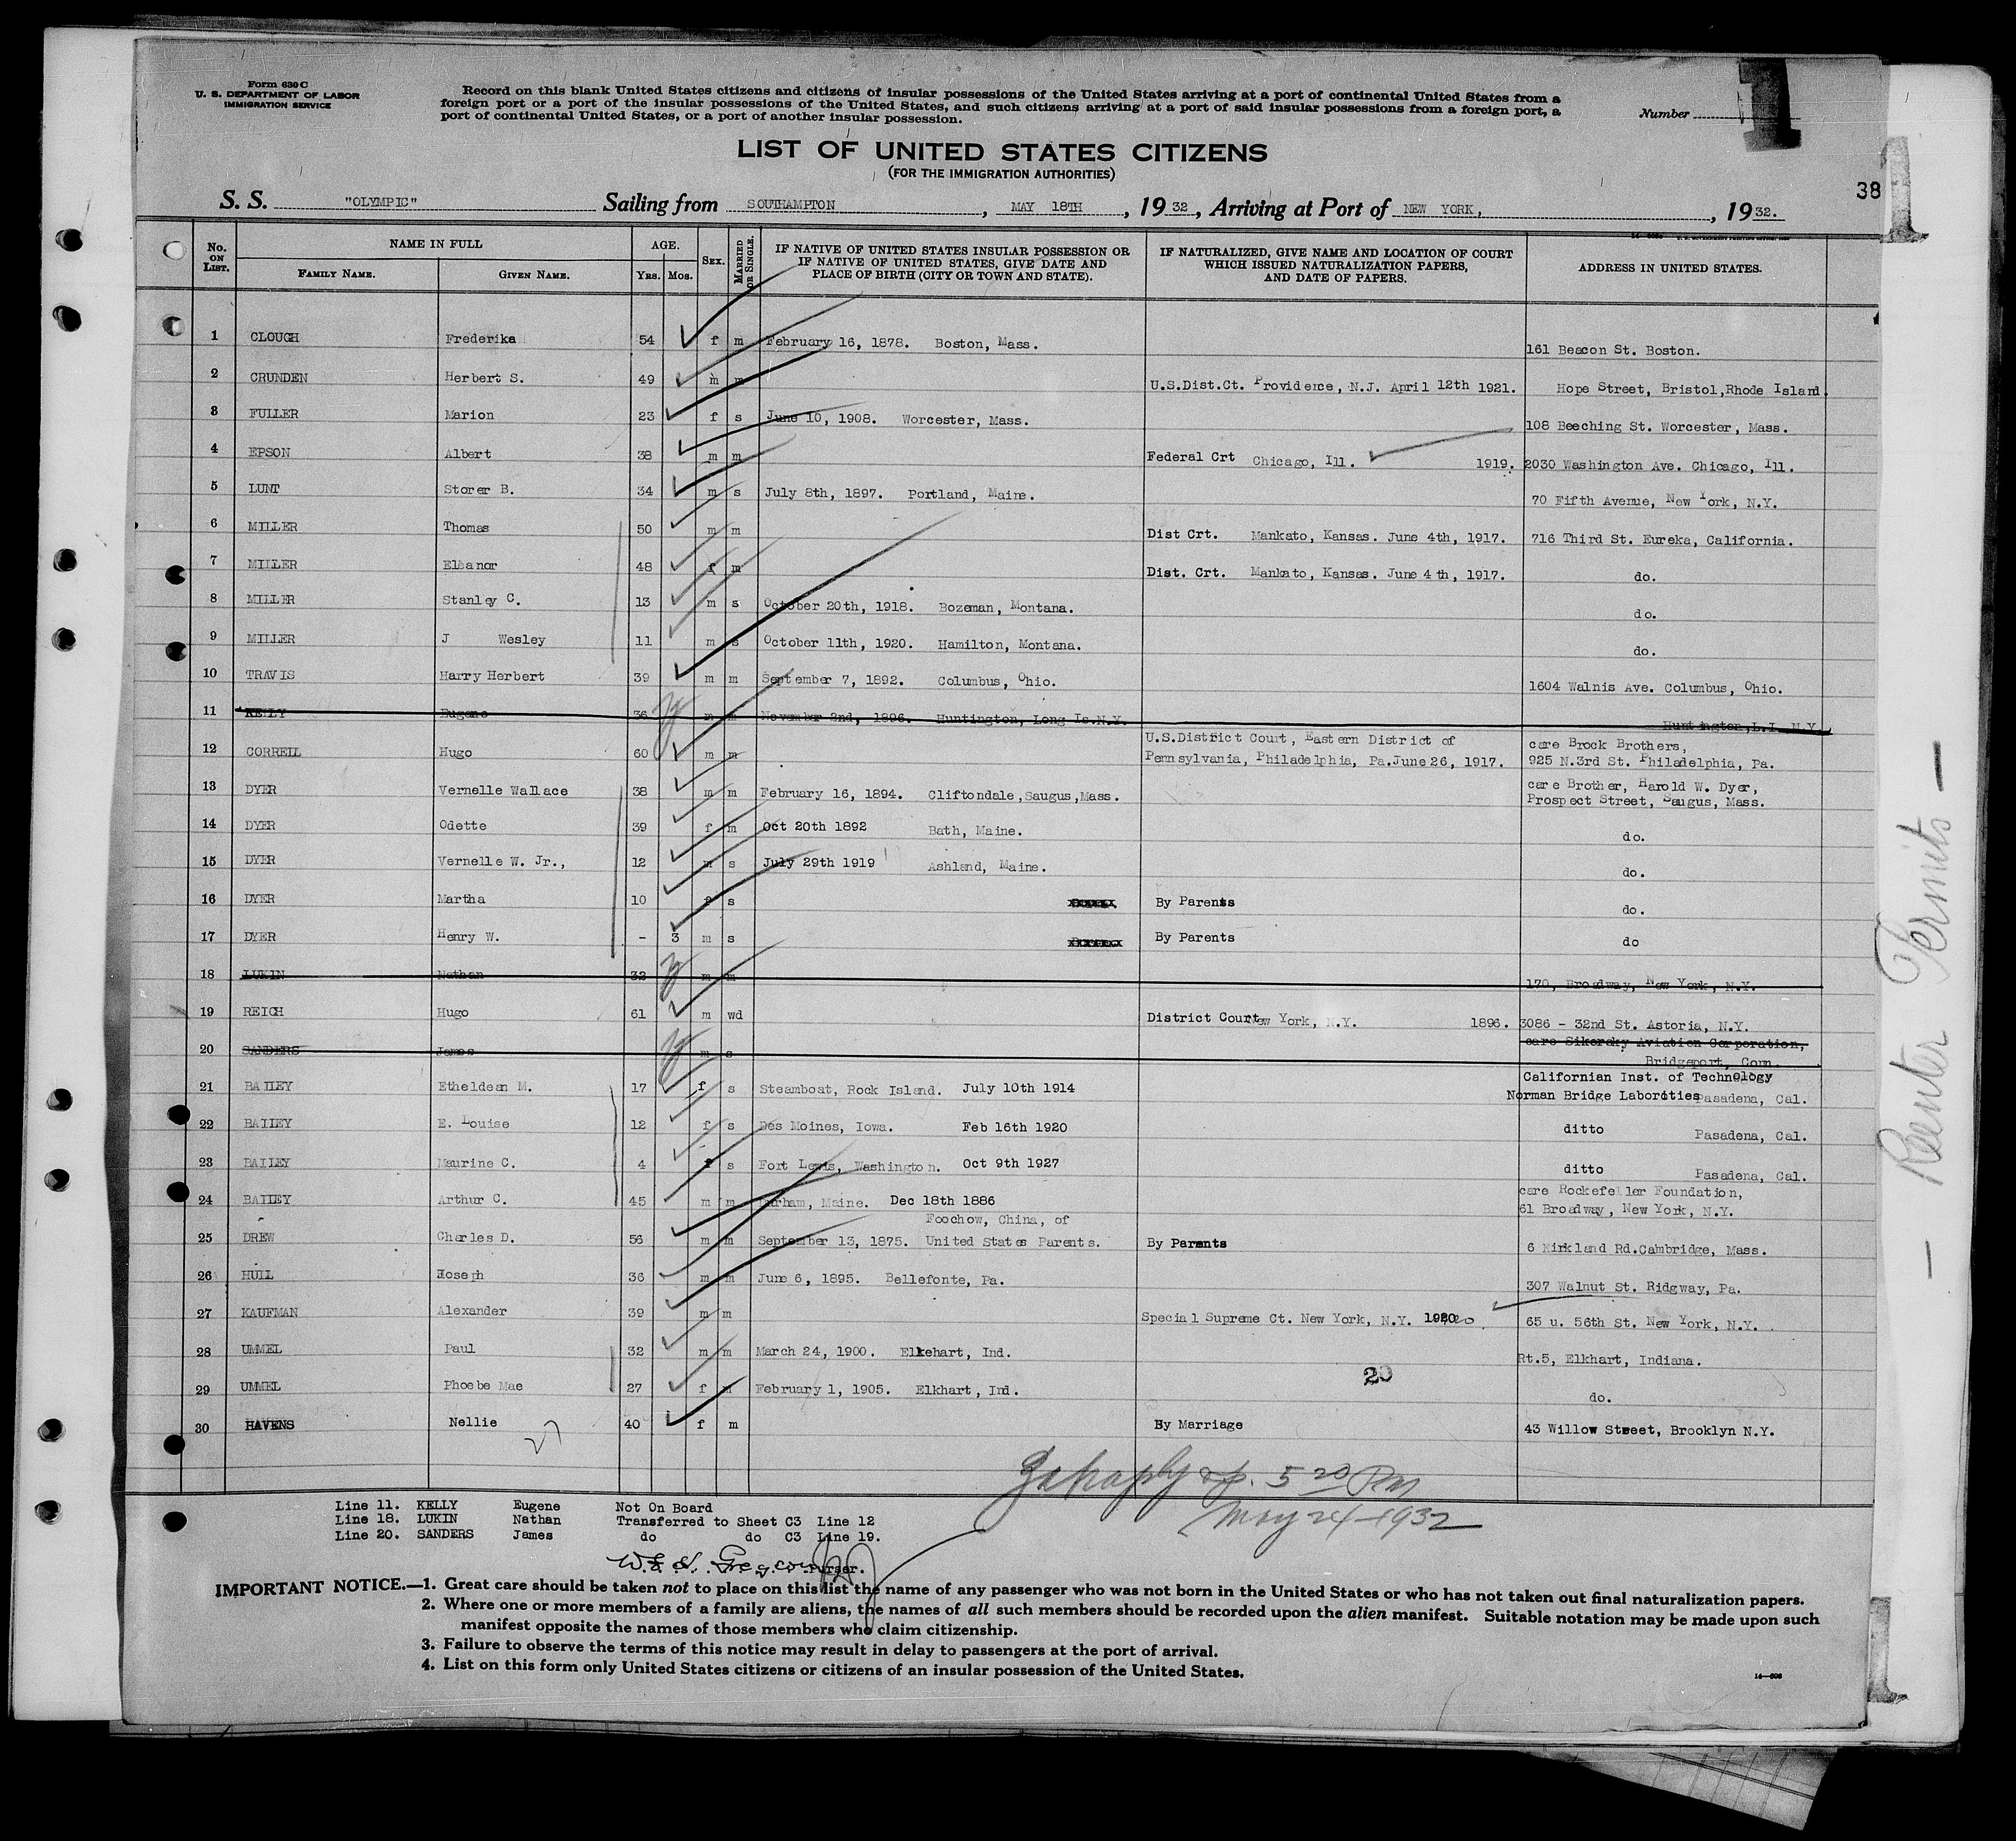 Form 630 C
U. S. DEPARTMENT OF LABOR
IMMIGRATION SERVICE
Record on this blank United States citizens and citizens of insular possessions of the United States arriving at a port of continental United States from a
foreign port or a port of the insular possessions of the United States, and such citizens arriving at a port of said insular possessions from a foreign port, a
port of continental United States, or a port of another insular possession.
Number 1
LIST OF UNITED STATES CITIZENS
(FOR THE IMMIGRATION AUTHORITIES)
38
S. S. "OLYMPIC" Sailing from SOUTHAMPTON, MAY 18TH, 1932, Arriving at Port of NEW YORK, , 1932.
No. ON LIST. NAME IN FULL FAMILY NAME. GIVEN NAME. AGE. Yrs. Mos. SEX. MARRIED OR SINGLE. IF NATIVE OF UNITED STATES INSULAR POSSESSION OR IF NATIVE OF UNITED STATES, GIVE DATE AND PLACE OF BIRTH (CITY OR TOWN AND STATE). IF NATURALIZED, GIVE NAME AND LOCATION OF COURT WHICH ISSUED NATURALIZATION PAPERS, AND DATE OF PAPERS. ADDRESS IN UNITED STATES.
1 CLOUGH Frederika 54 f m February 16, 1878. Boston, Mass. 161 Beacon St. Boston.
2 CRUNDEN Herbert S. 49 m m U.S.Dist.Ct. Providence, N.J. April 12th 1921. Hope Street, Bristol,Rhode Island.
3 FULLER Marion 23 f s June 10, 1908. Worcester, Mass. 108 Beeching St. Worcester, Mass.
4 EPSON Albert 38 m m Federal Crt Chicago, Ill. 1919. 2030 Washington Ave. Chicago, Ill.
5 LUNT Storer B. 34 m s July 8th, 1897. Portland, Maine. 70 Fifth Avenue, New York, N.Y.
6 MILLER Thomas 50 m m Dist Crt. Mankato, Kansas. June 4th, 1917. 716 Third St. Eureka, California.
7 MILLER Eleanor 48 f m Dist. Crt. Mankato, Kansas. June 4th, 1917. do.
8 MILLER Stanley C. 13 m s October 20th, 1918. Bozeman, Montana. do.
9 MILLER J Wesley 11 m s October 11th, 1920. Hamilton, Montana. do.
10 TRAVIS Harry Herbert 39 m m September 7, 1892. Columbus, Ohio. 1604 Walnis Ave. Columbus, Ohio.
11 KELLY Eugene 36 m m November 2nd, 1896. Huntington, Long Is.N.Y. Huntington,L.I. N.Y.
12 CORRELL Hugo 60 m m U.S.District Court, Eastern District of Pennsylvania, Philadelphia, Pa.June 26, 1917. care Brock Brothers, 925 N.3rd St. Philadelphia, Pa.
13 DYER Vernelle Wallace 38 m m February 16, 1894. Cliftondale,Saugus,Mass. care Brother, Harold W. Dyer, Prospect Street, Saugus, Mass.
14 DYER Odette 39 f m Oct 20th 1892 Bath, Maine. do.
15 DYER Vernelle W. Jr., 12 m s July 29th 1919 Ashland, Maine. do.
16 DYER Martha 10 f s By Parents do.
17 DYER Henry W. - 3 m s By Parents do
18 LUKIN Nathan 32 m m 170, Broadway, New York, N.Y.
19 REICH Hugo 61 m wd District Court New York, N.Y. 1896. 3086 - 32nd St. Astoria, N.Y.
20 SANDERS James m s care Sikorsky Aviation Corporation, Bridgeport, Conn.
21 BAILEY Etheldean M. 17 f s Steamboat, Rock Island. July 10th 1914 Californian Inst. of Technology Norman Bridge Laborities Pasadena, Cal.
22 BAILEY E. Louise 12 f s Des Moines, Iowa. Feb 16th 1920 ditto Pasadena, Cal.
23 BAILEY Maurine C. 4 f s Fort Lewis, Washington. Oct 9th 1927 ditto Pasadena, Cal.
24 BAILEY Arthur C. 45 m m Durham, Maine. Dec 18th 1886 care Rockefeller Foundation, 61 Broadway, New York, N.Y.
25 DREW Charles D. 56 m m September 13, 1875. Foochow, China, of United States Parents. By Parents 6 Kirkland Rd.Cambridge, Mass.
26 HULL Joseph 36 m m June 6, 1895. Bellefonte, Pa. 307 Walnut St. Ridgway, Pa.
27 KAUFMAN Alexander 39 m m Special Supreme Ct. New York, N.Y. 1920 65 u. 56th St. New York, N.Y.
28 UMMEL Paul 32 m m March 24, 1900. Elkehart, Ind. Rt.5, Elkhart, Indiana.
29 UMMEL Phoebe Mae 27 f m February 1, 1905. Elkhart, Ind. 20 do.
30 HAVENS Nellie 40 f m By Marriage 43 Willow Street, Brooklyn N.Y.
27
5 20 Pm
May 24-1932
Line 11. KELLY Eugene Not On Board
Line 18. LUKIN Nathan Transferred to Sheet C3 Line 12
Line 20. SANDERS James do do C3 Line 19.
Purser.
IMPORTANT NOTICE.—1. Great care should be taken not to place on this list the name of any passenger who was not born in the United States or who has not taken out final naturalization papers.
2. Where one or more members of a family are aliens, the names of all such members should be recorded upon the alien manifest. Suitable notation may be made upon such
manifest opposite the names of those members who claim citizenship.
3. Failure to observe the terms of this notice may result in delay to passengers at the port of arrival.
4. List on this form only United States citizens or citizens of an insular possession of the United States.
14—508
- Reenter Permits -
1
1